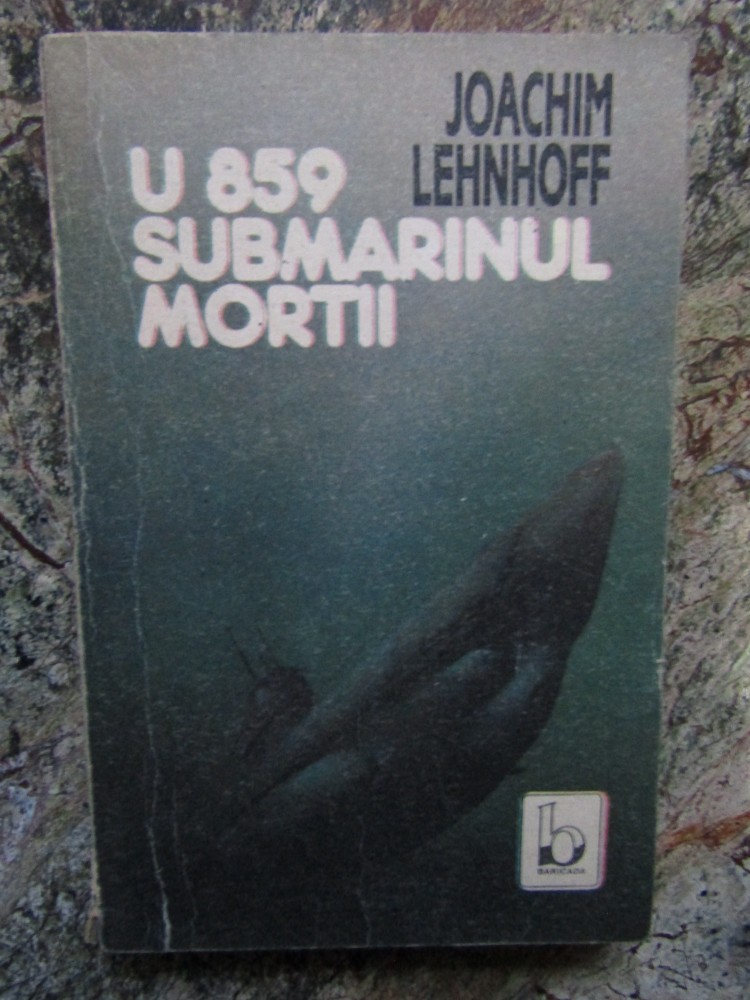 JOACHIM
LEHNHOFF
U 859
SUBMARINUL
MORTII
b
BARICADA